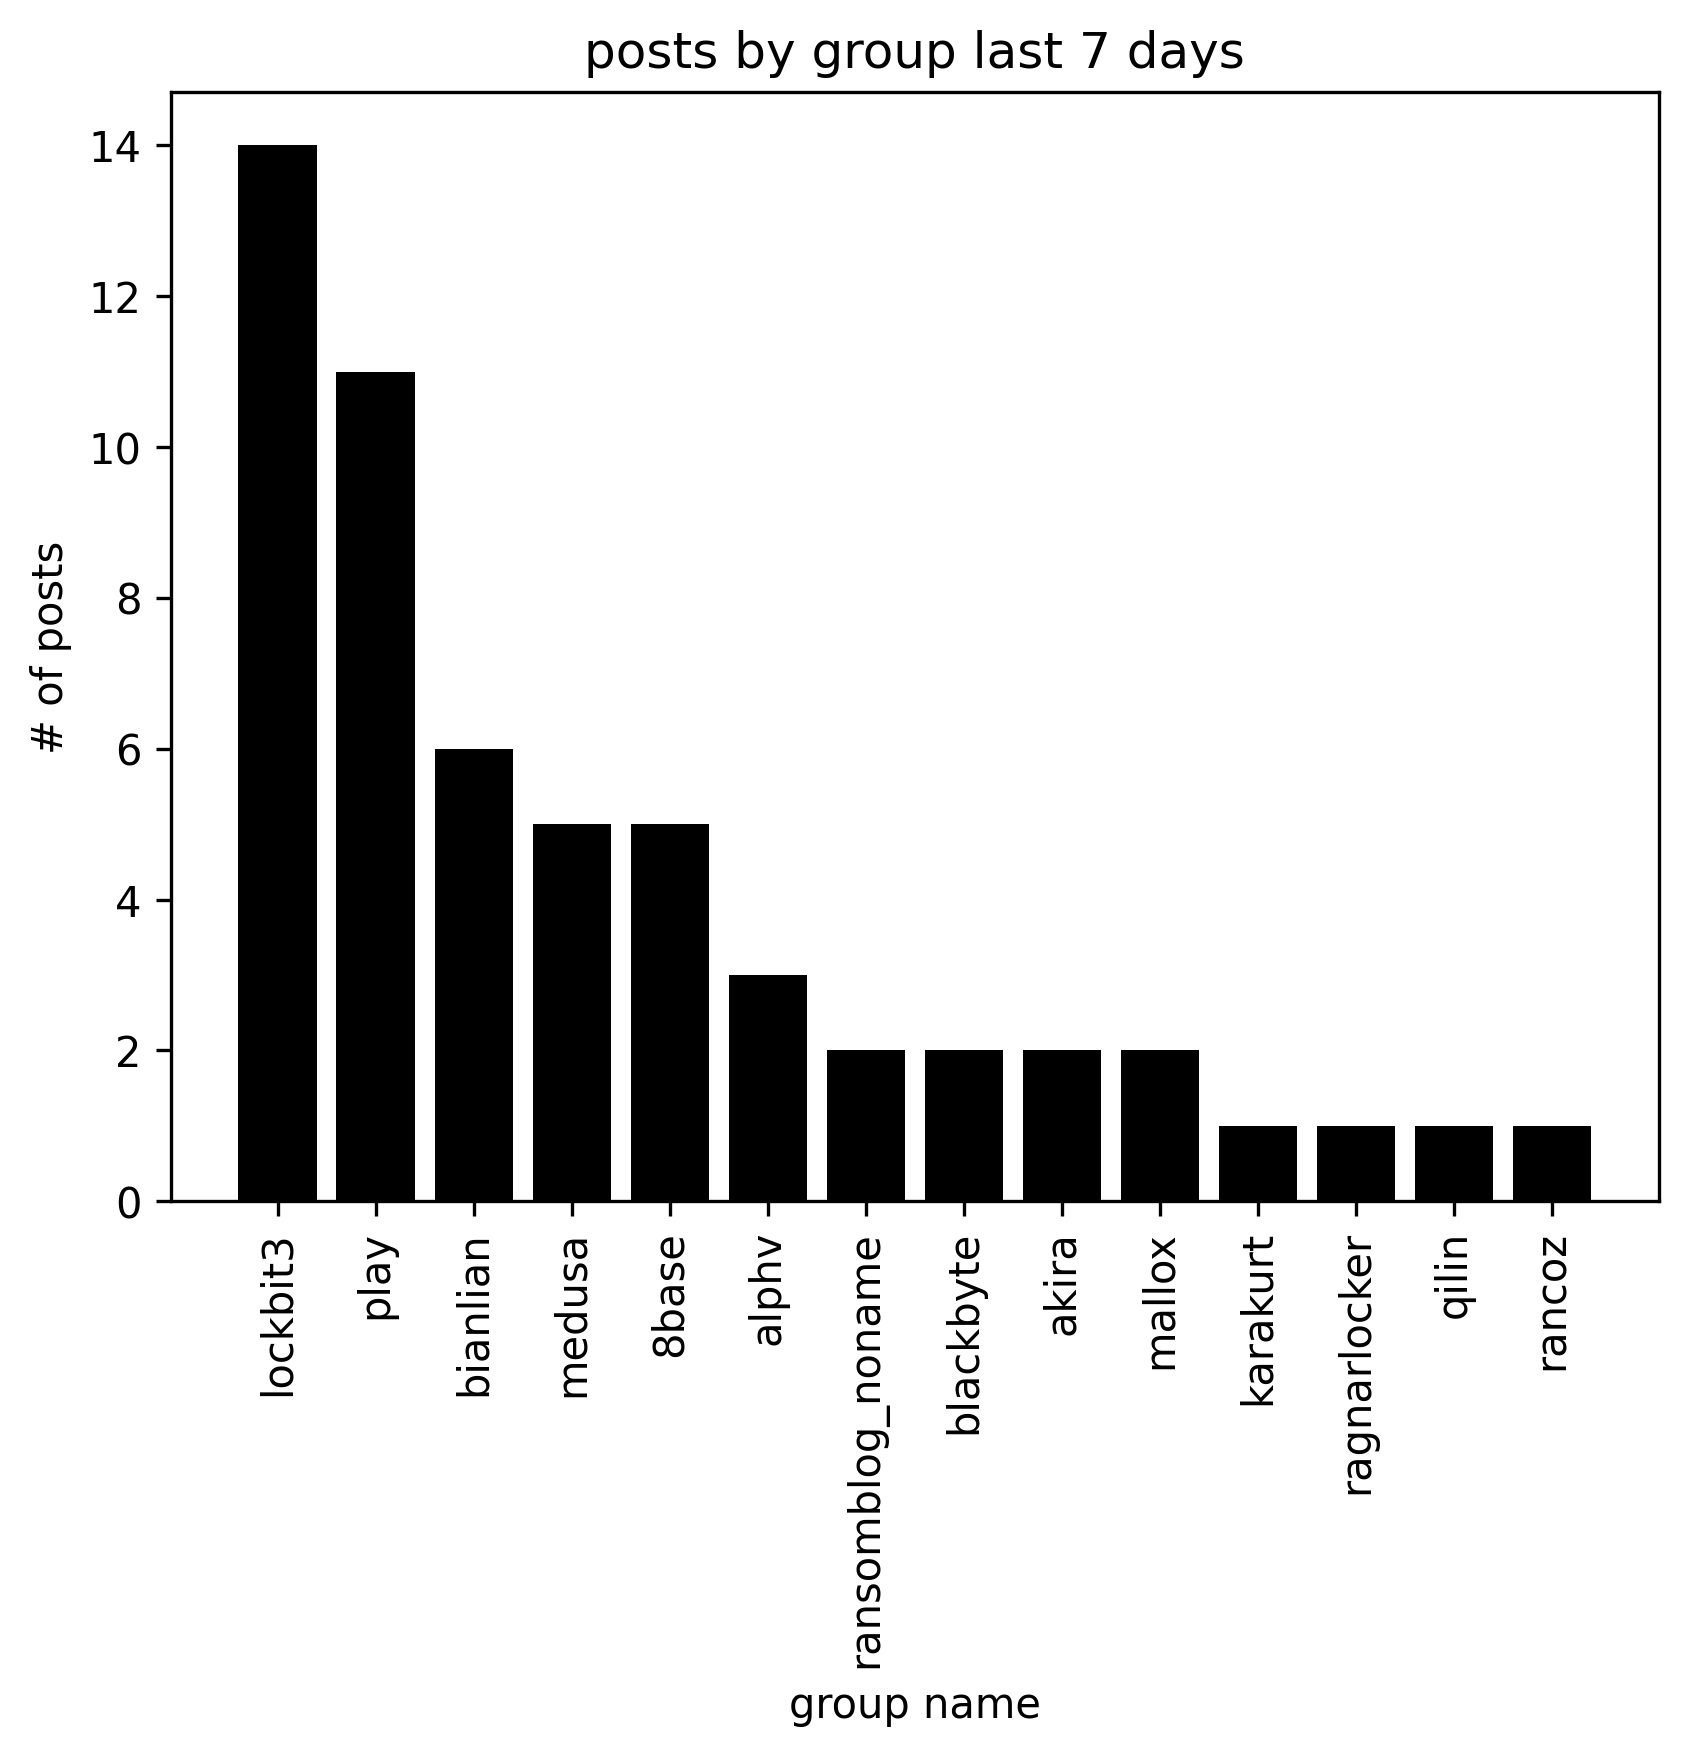 posts by group last 7 days
# of posts
14
12
10
8
6
4
2
0
lockbit3
play
bianlian
medusa
8base
alphv
ransomblog_noname
blackbyte
akira
mallox
karakurt
ragnarlocker
qilin
rancoz
group name